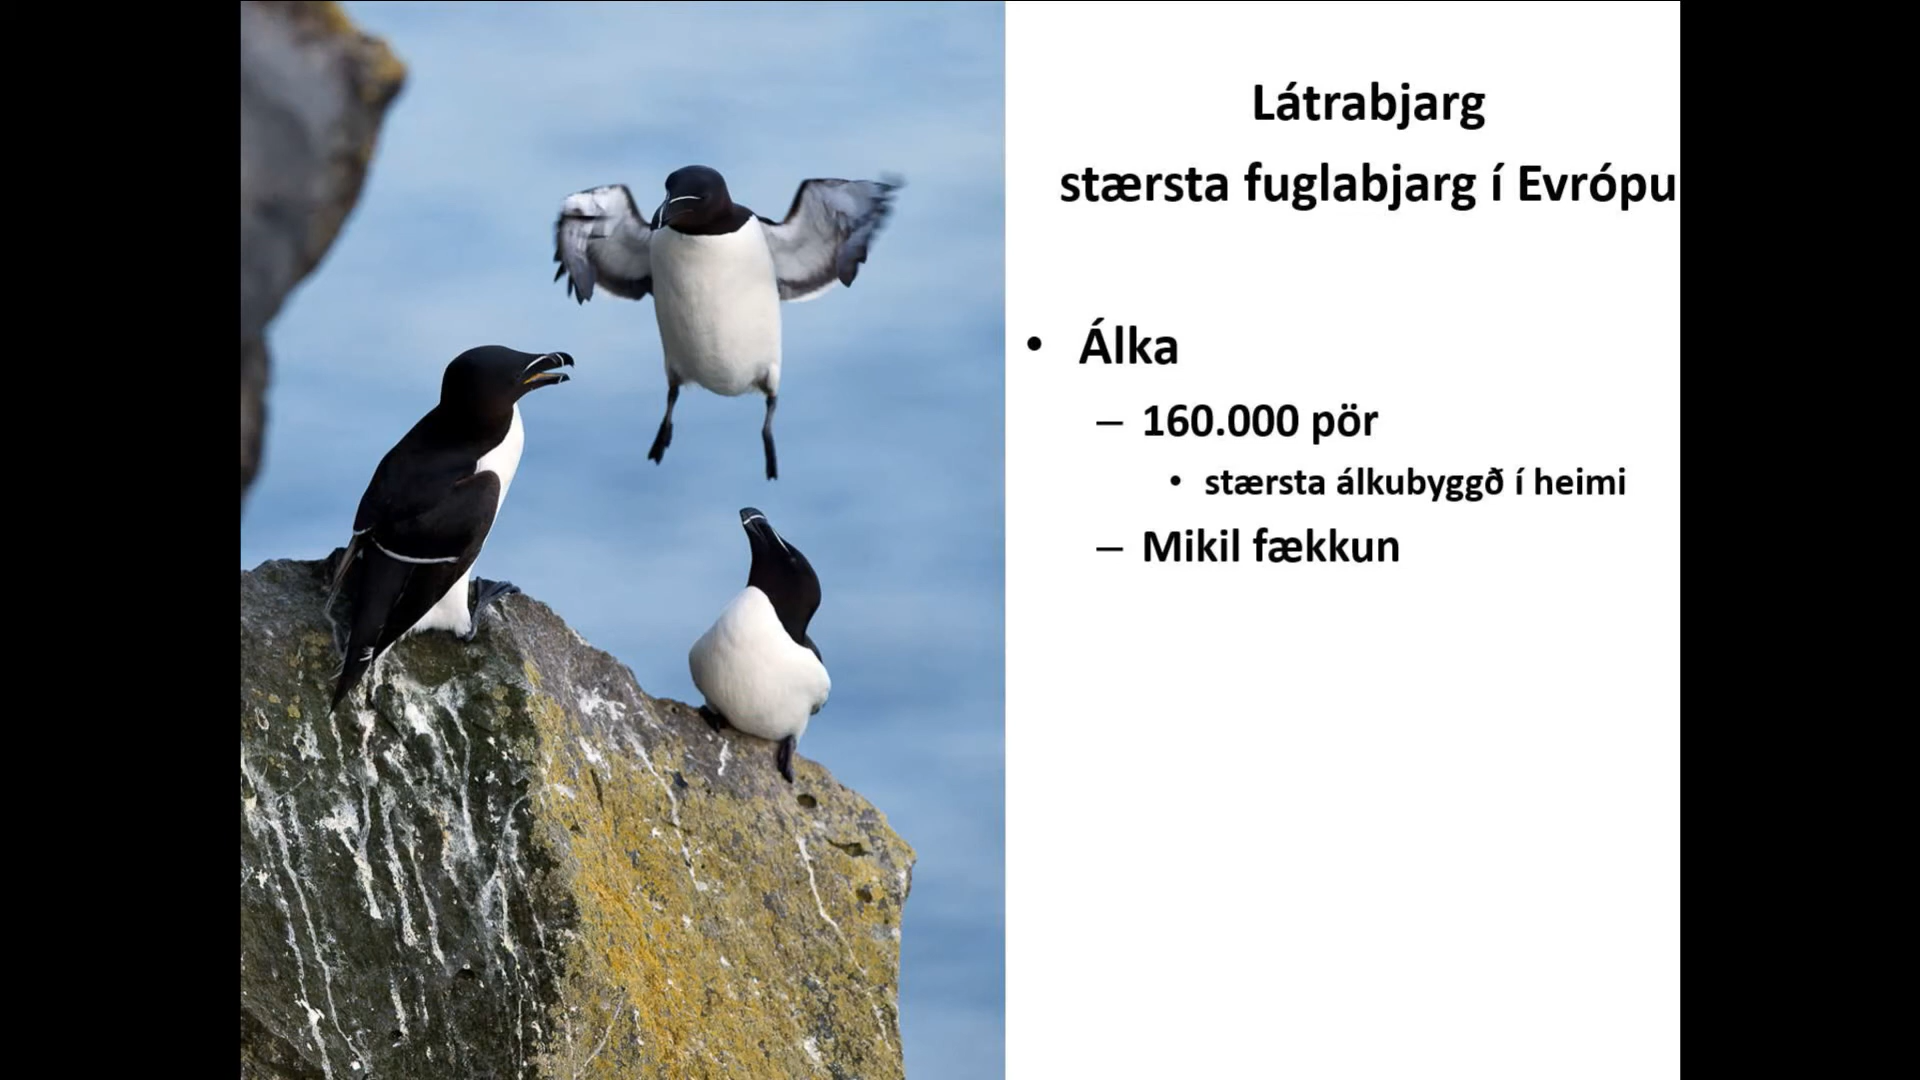 Látrabjarg
stærsta fuglabjarg í Evrópu
• Álka
– 160.000 pör
• stærsta álkubyggð í heimi
– Mikil fækkun